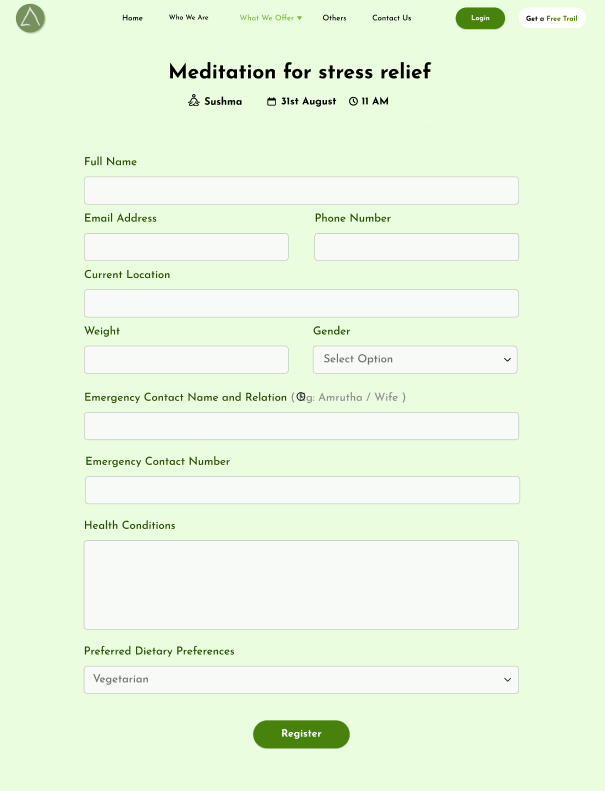 Home Who We Are What We Offer ▼ Others Contact Us Login Get a Free Trail
Meditation for stress relief
Sushma 31st August 11 AM
Full Name
Email Address Phone Number
Current Location
Weight Gender
Select Option
Emergency Contact Name and Relation ( g: Amrutha / Wife )
Emergency Contact Number
Health Conditions
Preferred Dietary Preferences
Vegetarian
Register